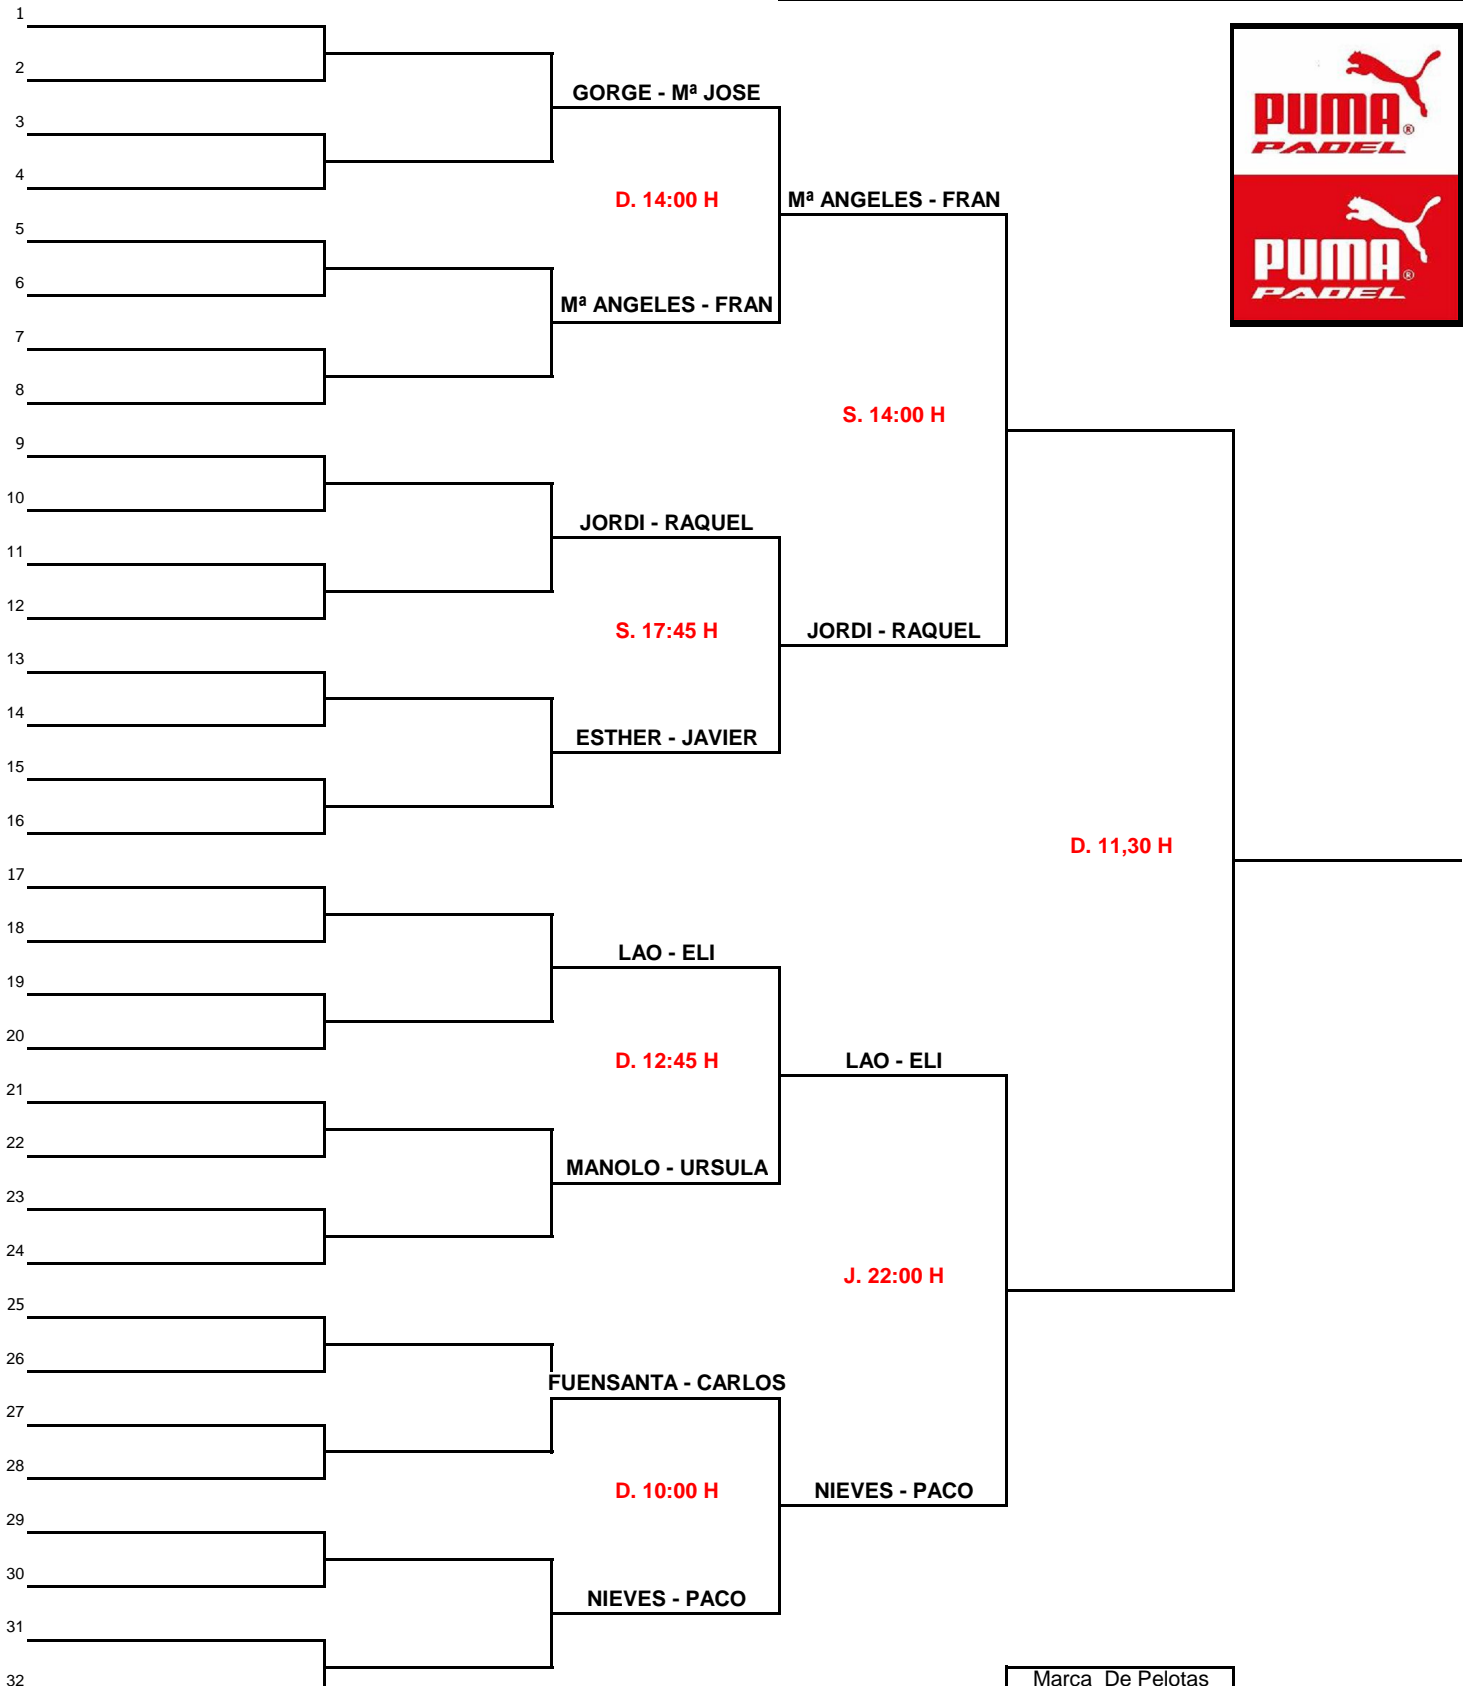 1
2
GORGE - Mª JOSE
3
4
D. 14:00 H
Mª ANGELES - FRAN
PUMA®
PADEL
PUMA®
PADEL
5
6
Mª ANGELES - FRAN
7
8
S. 14:00 H
9
10
JORDI - RAQUEL
11
12
S. 17:45 H
JORDI - RAQUEL
13
14
ESTHER - JAVIER
15
16
D. 11,30 H
17
18
LAO - ELI
19
20
D. 12:45 H
LAO - ELI
21
22
MANOLO - URSULA
23
24
J. 22:00 H
25
26
FUENSANTA - CARLOS
27
28
D. 10:00 H
NIEVES - PACO
29
30
NIEVES - PACO
31
32
Marca De Pelotas